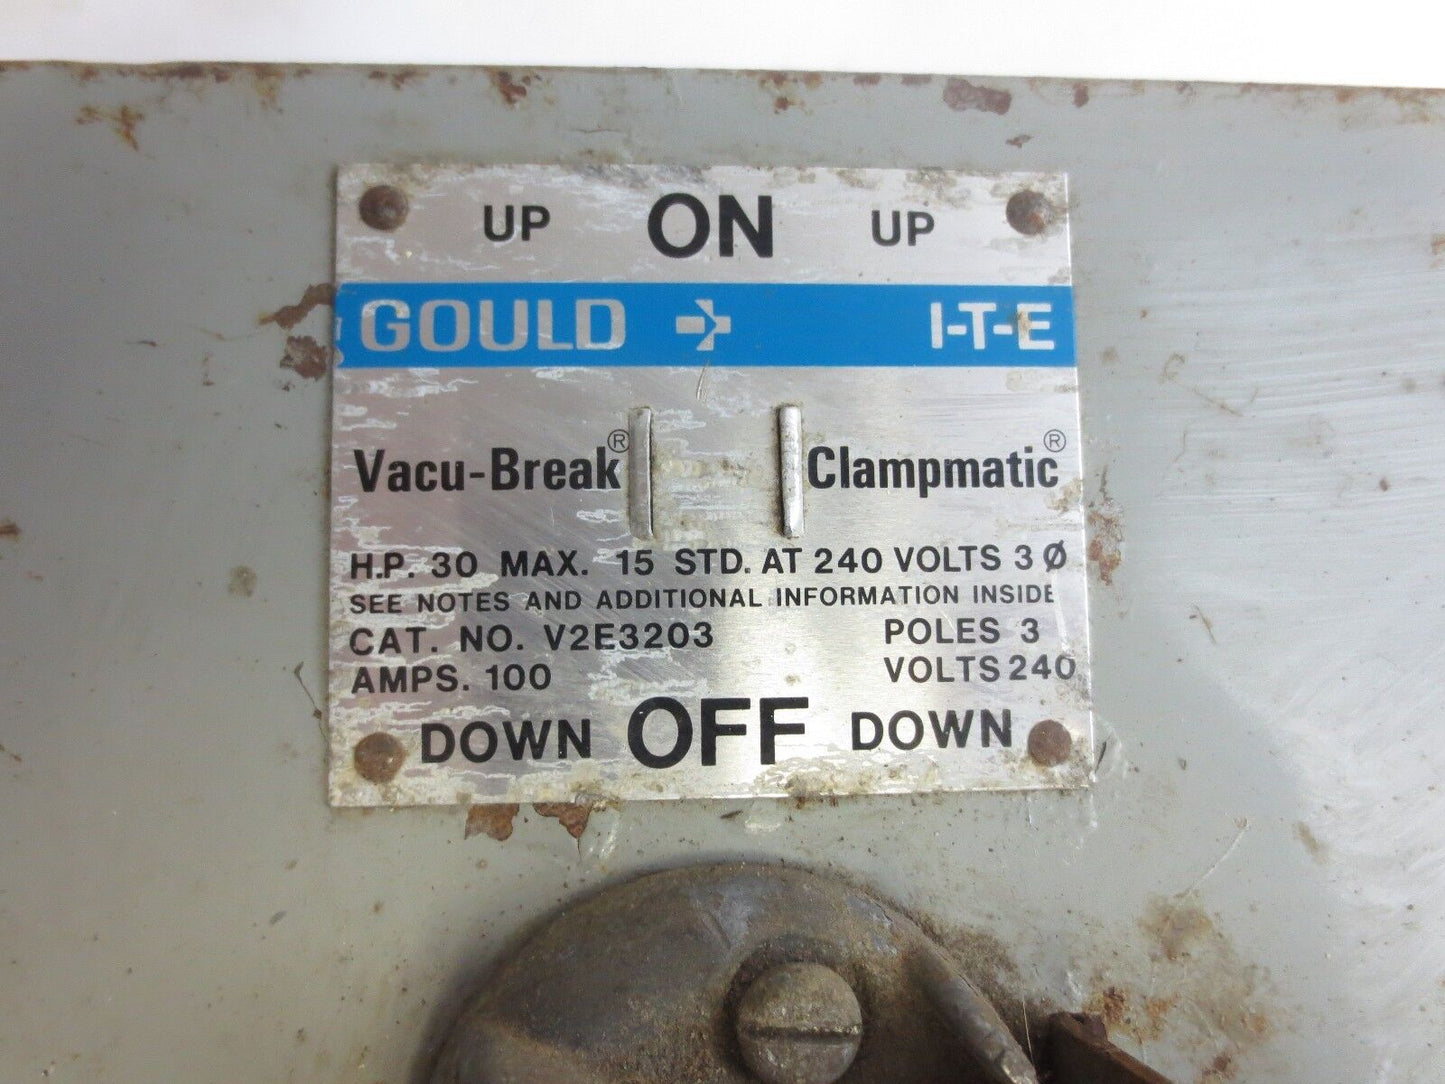 UP ON UP
GOULD I-T-E
Vacu-Break® Clampmatic®
H.P. 30 MAX. 15 STD. AT 240 VOLTS 3 Ø
SEE NOTES AND ADDITIONAL INFORMATION INSIDE
CAT. NO. V2E3203 POLES 3
AMPS. 100 VOLTS 240
DOWN OFF DOWN